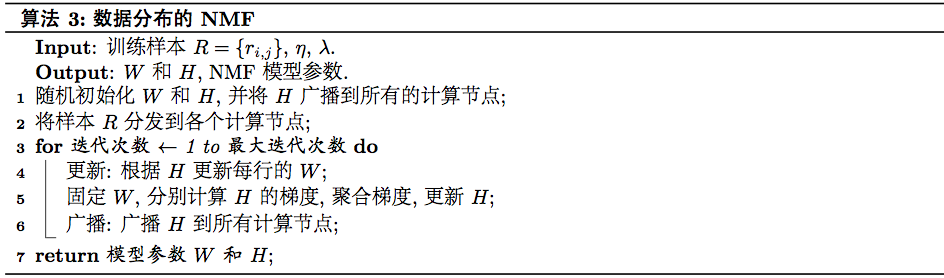 算法 3: 数据分布的 NMF
Input: 训练样本 R = {r_{i,j}}, η, λ.
Output: W 和 H, NMF 模型参数.
1 随机初始化 W 和 H, 并将 H 广播到所有的计算节点;
2 将样本 R 分发到各个计算节点;
3 for 迭代次数 ← 1 to 最大迭代次数 do
4 更新: 根据 H 更新每行的 W;
5 固定 W, 分别计算 H 的梯度, 聚合梯度, 更新 H;
6 广播: 广播 H 到所有计算节点;
7 return 模型参数 W 和 H;